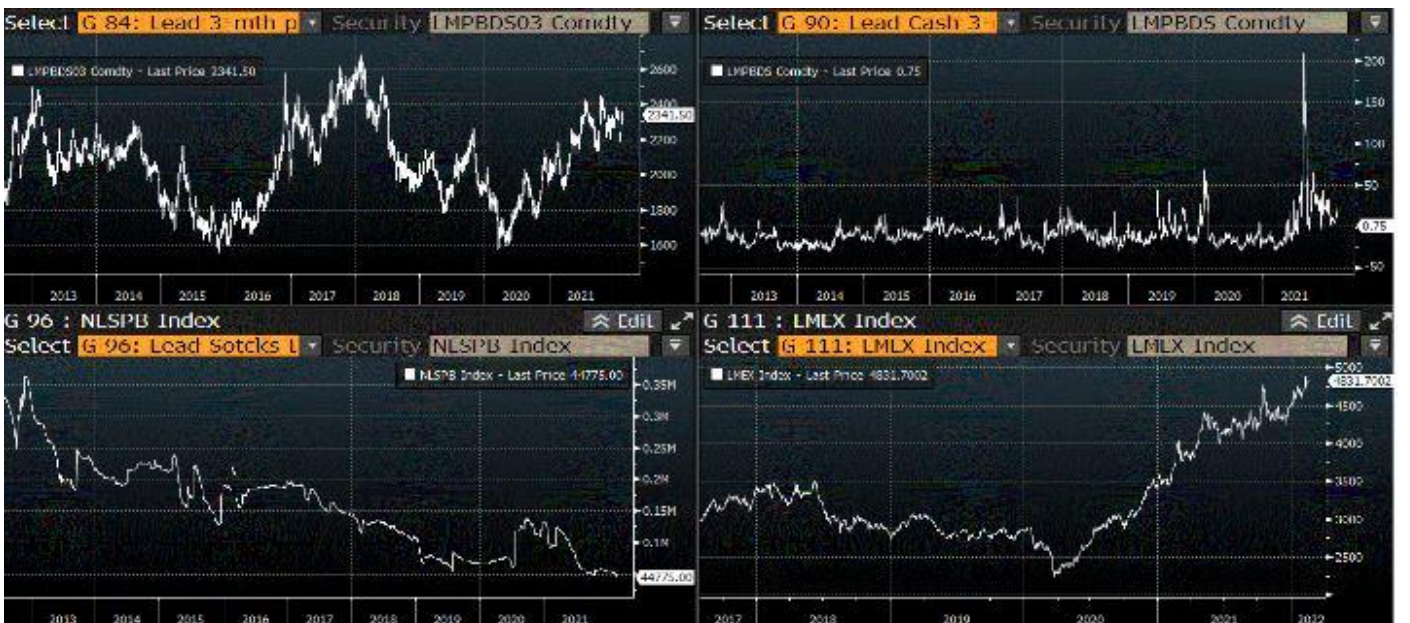 Select G 84: Lead 3 mth p Security LMPBDS03 Comdty
LMPBDS03 Comdty - Last Price 2341.50
2600
2400
2341.50
2200
2000
1800
1600
2013 2014 2015 2016 2017 2018 2019 2020 2021
Select G 90: Lead Cash 3 Security LMPBDS Comdty
LMPBDS Comdty - Last Price 0.75
200
150
100
50
0.75
-50
2013 2014 2015 2016 2017 2018 2019 2020 2021
G 96 : NLSPB Index Edit
Select G 96: Lead Sotcks L Security NLSPB Index
NLSPB Index - Last Price 44775.00
0.35M
0.3M
0.25M
0.2M
0.15M
0.1M
44775.00
2013 2014 2015 2016 2017 2018 2019 2020 2021
G 111 : LMEX Index Edit
Select G 111: LMEX Index Security LMEX Index
LMEX Index - Last Price 4831.7002
5000
4831.7002
4500
4000
3500
3000
2500
2017 2018 2019 2020 2021 2022